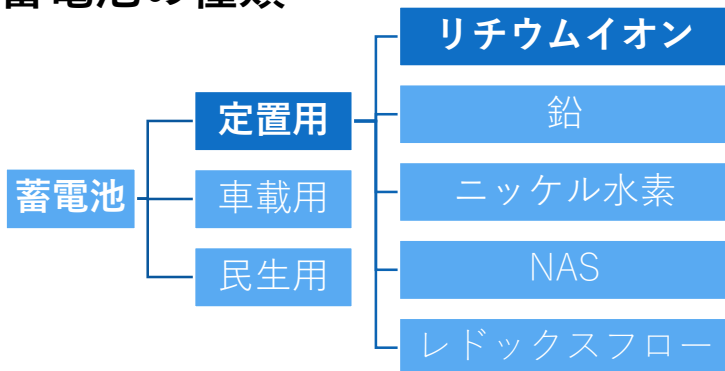 蓄電池の種類
リチウムイオン
定置用
鉛
蓄電池
車載用
ニッケル水素
民生用
NAS
レドックスフロー